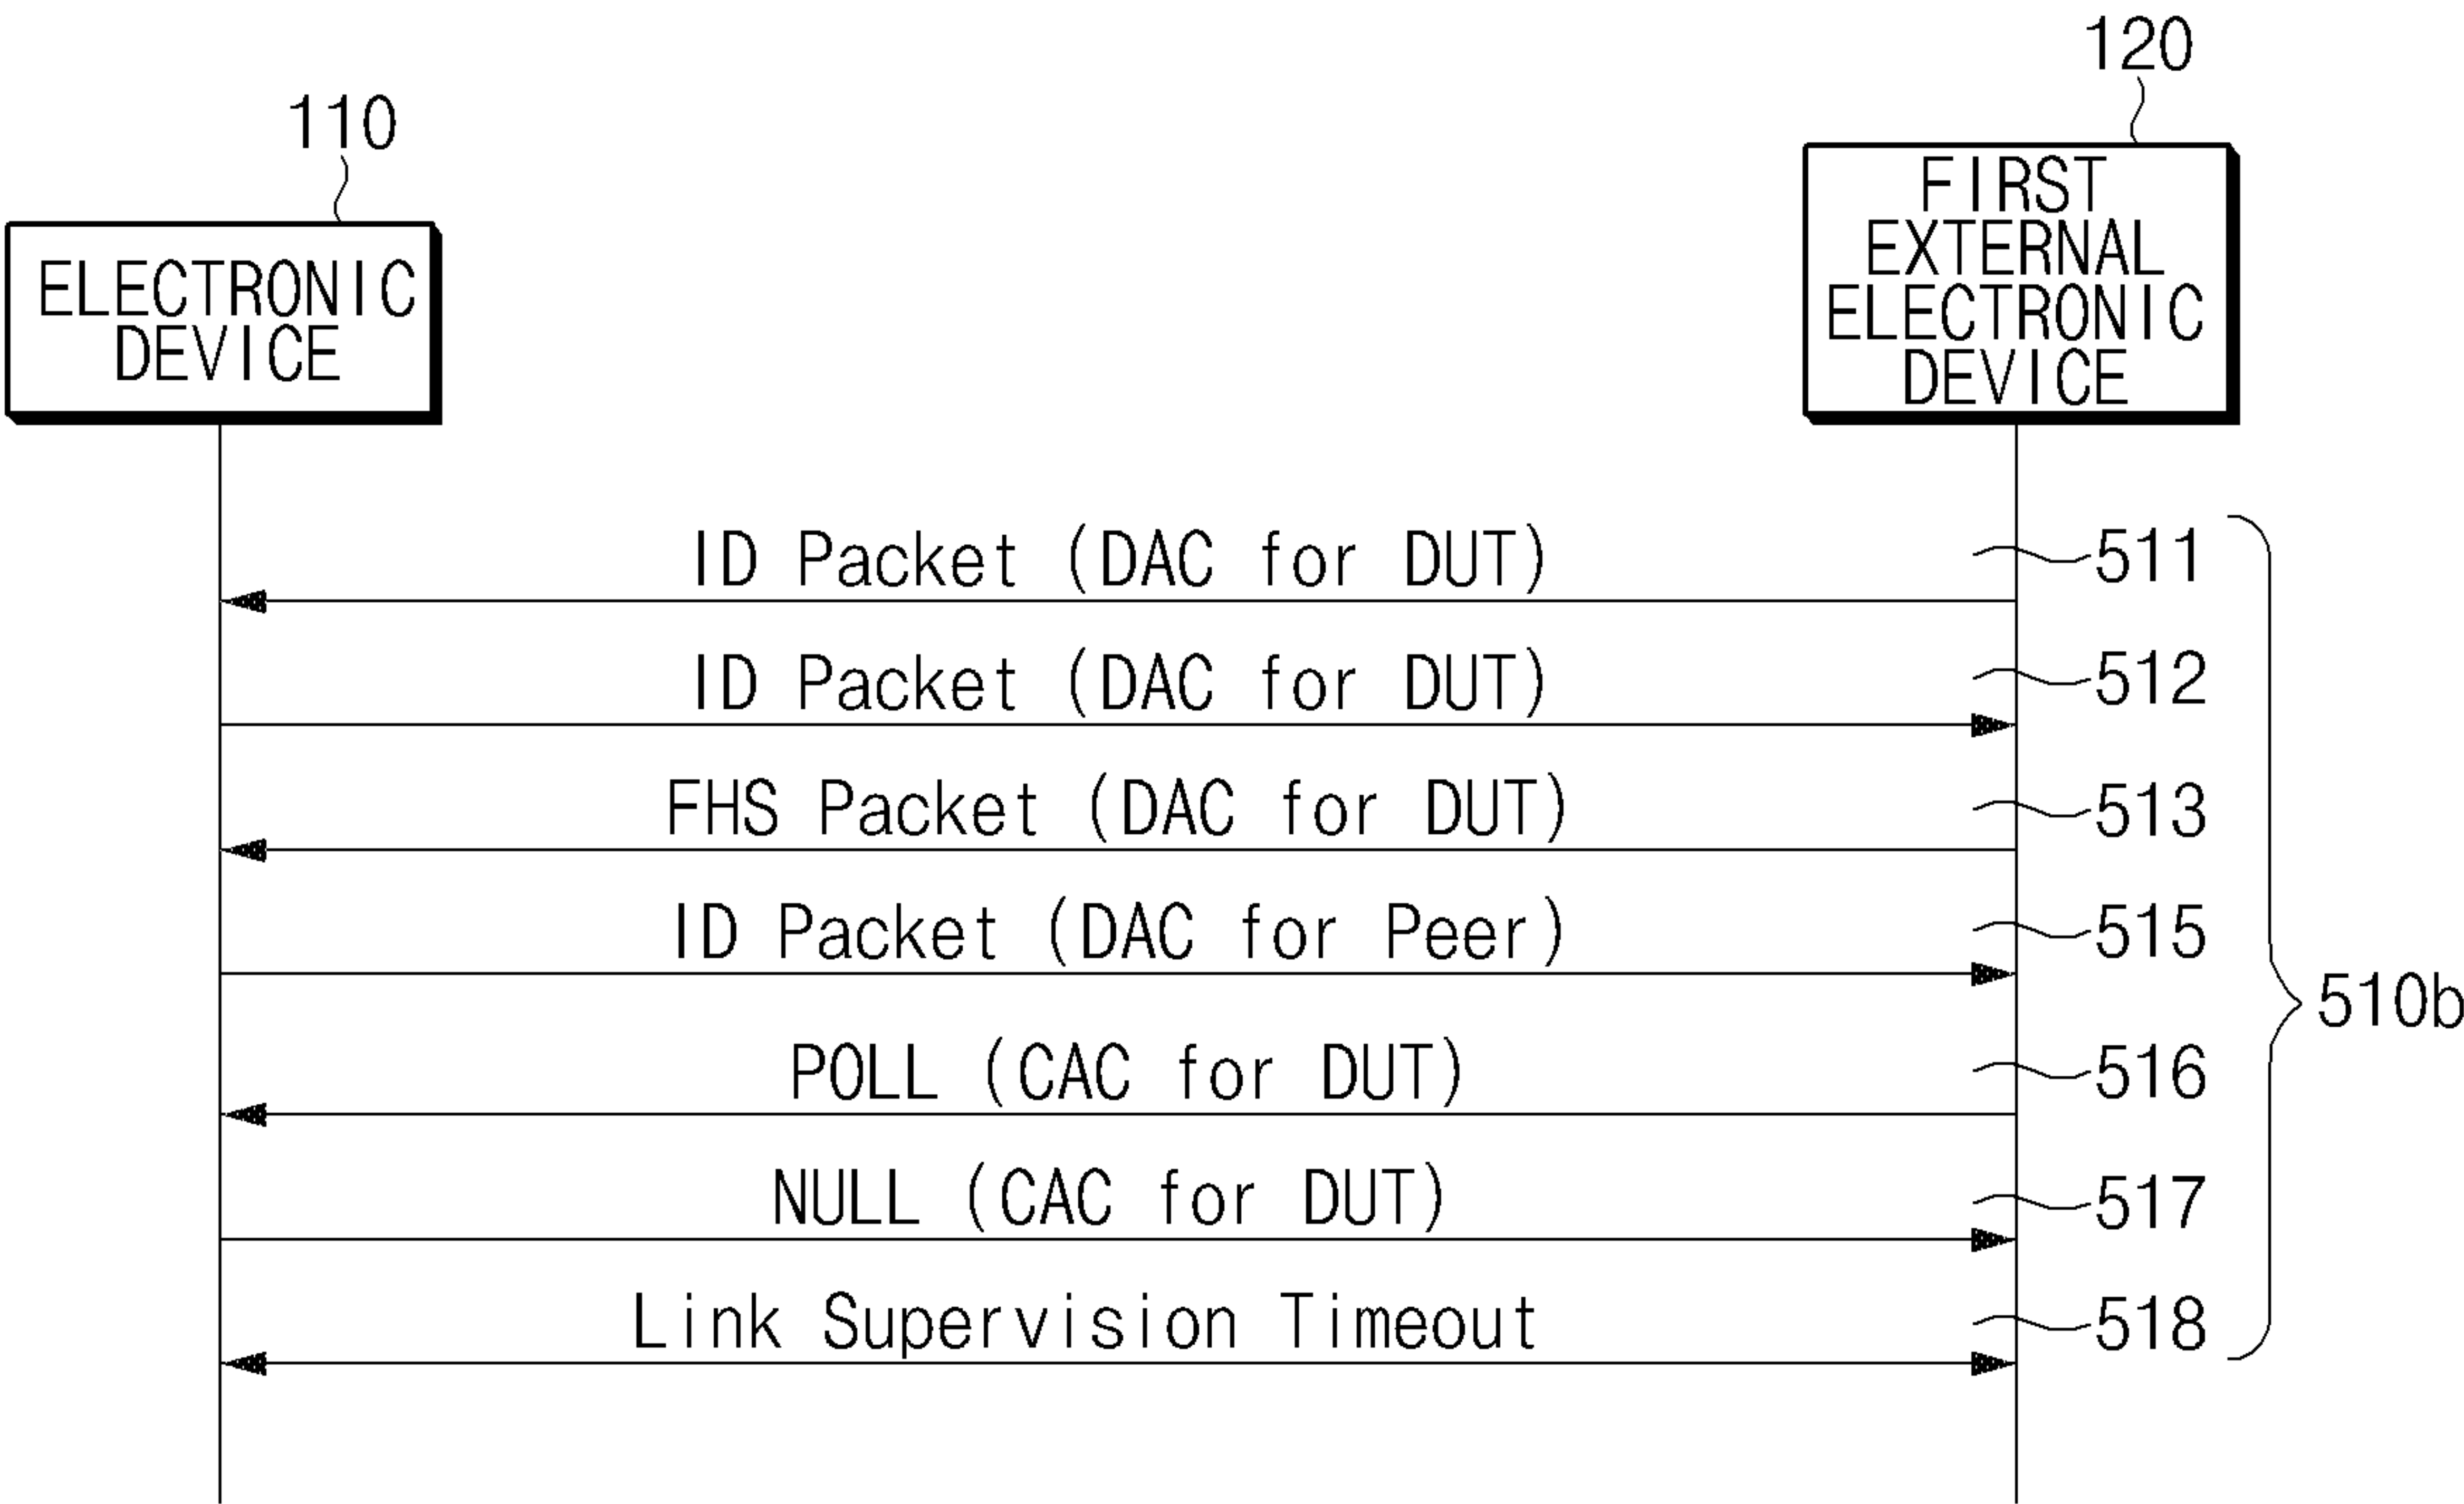 120
110
FIRST
EXTERNAL
ELECTRONIC
DEVICE
ELECTRONIC
DEVICE
ID Packet (DAC for DUT)
511
ID Packet (DAC for DUT)
512
FHS Packet (DAC for DUT)
513
ID Packet (DAC for Peer)
515
510b
POLL (CAC for DUT)
516
NULL (CAC for DUT)
517
Link Supervision Timeout
518